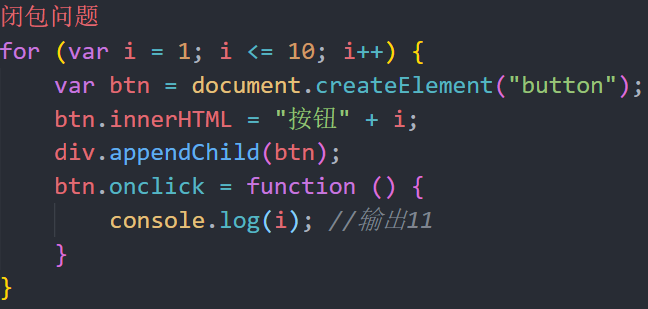 闭包问题
for (var i = 1; i <= 10; i++) {
    var btn = document.createElement("button");
    btn.innerHTML = "按钮" + i;
    div.appendChild(btn);
    btn.onclick = function () {
        console.log(i); //输出11
    }
}